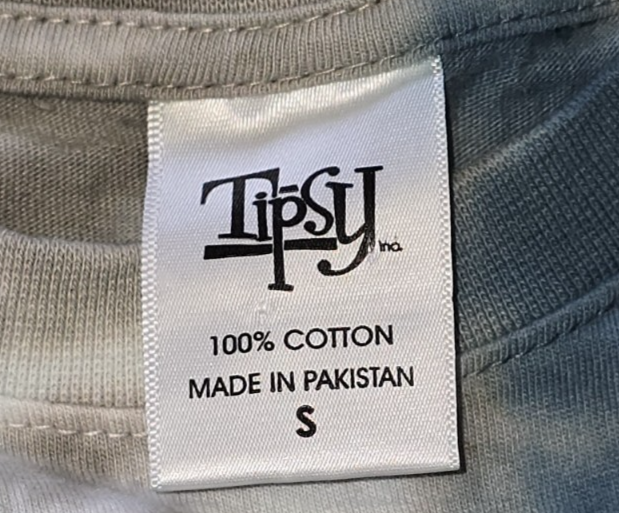 Tipsy Inc.
100% COTTON
MADE IN PAKISTAN
S